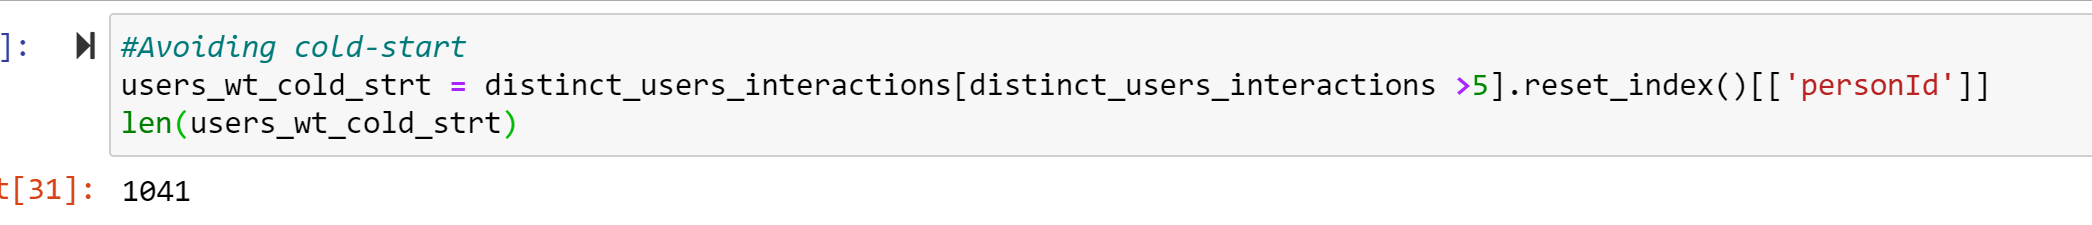 ]:
#Avoiding cold-start
users_wt_cold_strt = distinct_users_interactions[distinct_users_interactions >5].reset_index()[['personId']]
len(users_wt_cold_strt)
t[31]: 1041